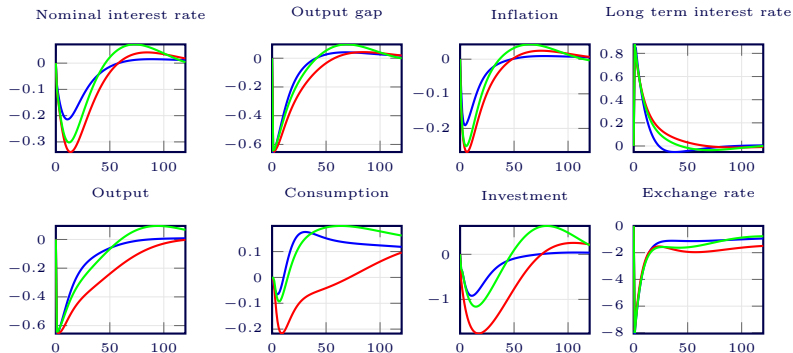 Nominal interest rate
Output gap
Inflation
Long term interest rate
0
−0.1
−0.2
−0.3
0 50 100
0
−0.2
−0.4
−0.6
0 50 100
0
−0.1
−0.2
0 50 100
0.8
0.6
0.4
0.2
0
0 50 100
Output
Consumption
Investment
Exchange rate
0
−0.2
−0.4
−0.6
0 50 100
0.1
0
−0.1
−0.2
0 50 100
0
−1
0 50 100
0
−2
−4
−6
−8
0 50 100